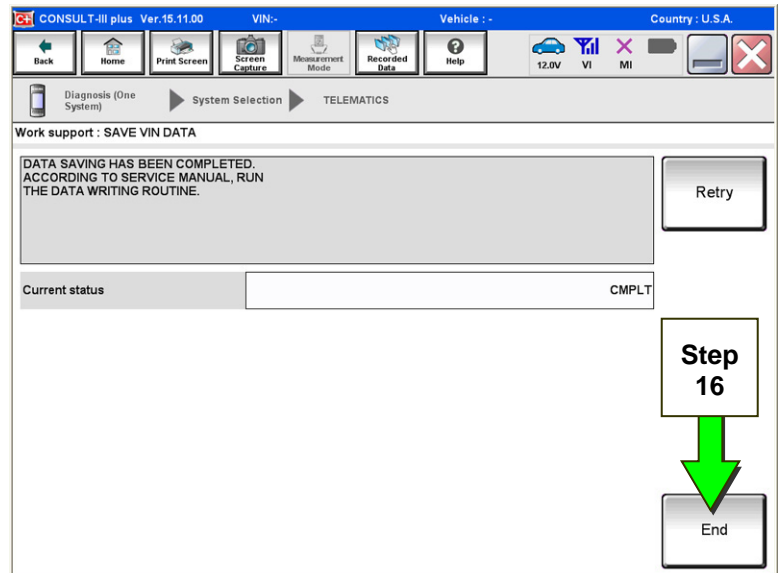 CONSULT-III plus Ver.15.11.00 VIN:- Vehicle : - Country : U.S.A.
Back
Home
Print Screen
Screen
Capture
Measurement
Mode
Recorded
Data
Help
12.0V
VI
MI
Diagnosis (One
System)
System Selection
TELEMATICS
Work support : SAVE VIN DATA
DATA SAVING HAS BEEN COMPLETED.
ACCORDING TO SERVICE MANUAL, RUN
THE DATA WRITING ROUTINE.
Retry
Current status
CMPLT
Step
16
End